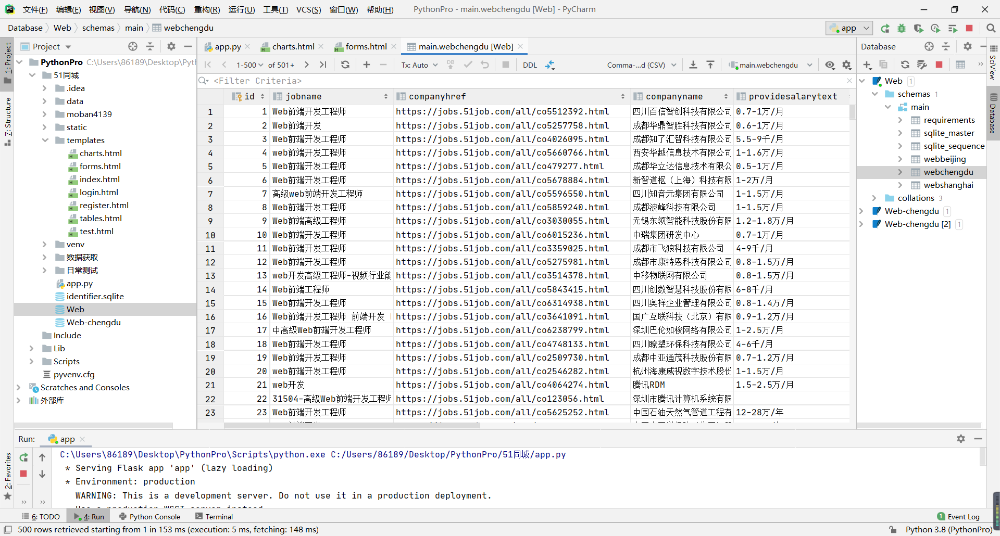 文件(F) 编辑(E) 视图(V) 导航(N) 代码(C) 重构(R) 运行(U) 工具(T) VCS(S) 窗口(W) 帮助(H) PythonPro - main.webchengdu [Web] - PyCharm
Database Web schemas main webchengdu app
1: Project
7: Structure
2: Favorites
Project
PythonPro C:\Users\86189\Desktop\Pyth
51同城
.idea
data
moban4139
static
templates
charts.html
forms.html
index.html
login.html
register.html
tables.html
test.html
venv
数据获取
日常测试
app.py
identifier.sqlite
Web
Web-chengdu
Include
Lib
Scripts
pyvenv.cfg
Scratches and Consoles
外部库
app.py charts.html forms.html main.webchengdu [Web]
1-500 of 501+ Tx: Auto DB DDL Comma-...d (CSV) main.webchengdu
<Filter Criteria>
id jobname companyhref companyname providesalarytext
1 1 Web前端开发工程师 https://jobs.51job.com/all/co5512392.html 四川百信智创科技有限公司 0.7-1万/月
2 2 Web前端开发 https://jobs.51job.com/all/co5257758.html 成都华鼎智胜科技有限公司 0.6-1万/月
3 3 Web前端开发工程师 https://jobs.51job.com/all/co4026095.html 成都知了汇智科技有限公司 5.5-9千/月
4 4 web前端开发工程师 https://jobs.51job.com/all/co5660766.html 西安华越信息技术有限公司 1-1.6万/月
5 5 Web前端开发工程师 https://jobs.51job.com/all/co479277.html 成都华立达信息技术有限公 0.5-1万/月
6 6 Web前端开发工程师 https://jobs.51job.com/all/co5678884.html 新智道枢（上海）科技有限 1-2万/月
7 7 高级web前端开发工程师 https://jobs.51job.com/all/co5596550.html 四川知音元集团有限公司 1-1.5万/月
8 8 Web前端开发工程师 https://jobs.51job.com/all/co5859240.html 成都波峰科技有限公司 1-1.5万/月
9 9 Web前端高级工程师 https://jobs.51job.com/all/co3030055.html 无锡东领智能科技股份有限 1.2-1.8万/月
10 10 Web前端开发工程师 https://jobs.51job.com/all/co6015236.html 中瑞集团研发中心 0.7-1万/月
11 11 Web前端开发工程师 https://jobs.51job.com/all/co3359025.html 成都市飞狼科技有限公司 4-9千/月
12 12 Web前端开发工程师 https://jobs.51job.com/all/co5275981.html 成都市康特恩科技有限公司 0.8-1.5万/月
13 13 web开发高级工程师-视频行业能 https://jobs.51job.com/all/co3514378.html 中移物联网有限公司 0.8-1.5万/月
14 14 Web前端工程师 https://jobs.51job.com/all/co5843415.html 四川创数智慧科技股份有限 6-8千/月
15 15 Web前端开发工程师 https://jobs.51job.com/all/co6314938.html 四川奥祥企业管理有限公司 0.8-1.4万/月
16 16 Web前端开发工程师 前端开发 https://jobs.51job.com/all/co3641091.html 国广互联科技（北京）有限 0.9-1.2万/月
17 17 中高级Web前端开发工程师 https://jobs.51job.com/all/co6238799.html 深圳巴伦如梭网络有限公司 1-2.5万/月
18 18 Web前端开发工程师 https://jobs.51job.com/all/co4748133.html 四川瞭望环保科技有限公司 4-6千/月
19 19 Web前端开发工程师 https://jobs.51job.com/all/co2509730.html 成都中亚通茂科技股份有限 0.7-1.2万/月
20 20 web前端开发工程师 https://jobs.51job.com/all/co2546282.html 杭州海康威视数字技术股份 1-1.5万/月
21 21 web开发 https://jobs.51job.com/all/co4064274.html 腾讯RDM 1.5-2.5万/月
22 22 31504-高级Web前端开发工程师 https://jobs.51job.com/all/co123056.html 深圳市腾讯计算机系统有限
23 23 Web前端开发工程师 https://jobs.51job.com/all/co5625252.html 中国石油天然气管道工程有 12-28万/年
Database
Web 1
schemas 1
main
requirements
sqlite_master
sqlite_sequence
webbeijing
webchengdu
webshanghai
collations 3
Web-chengdu 1
Web-chengdu [2] 1
SciView
Database
Run: app
C:\Users\86189\Desktop\PythonPro\Scripts\python.exe C:/Users/86189/Desktop/PythonPro/51同城/app.py
* Serving Flask app 'app' (lazy loading)
* Environment: production
WARNING: This is a development server. Do not use it in a production deployment.
6: TODO 4: Run Python Console Terminal 1 Event Log
500 rows retrieved starting from 1 in 153 ms (execution: 5 ms, fetching: 148 ms) Python 3.8 (PythonPro)